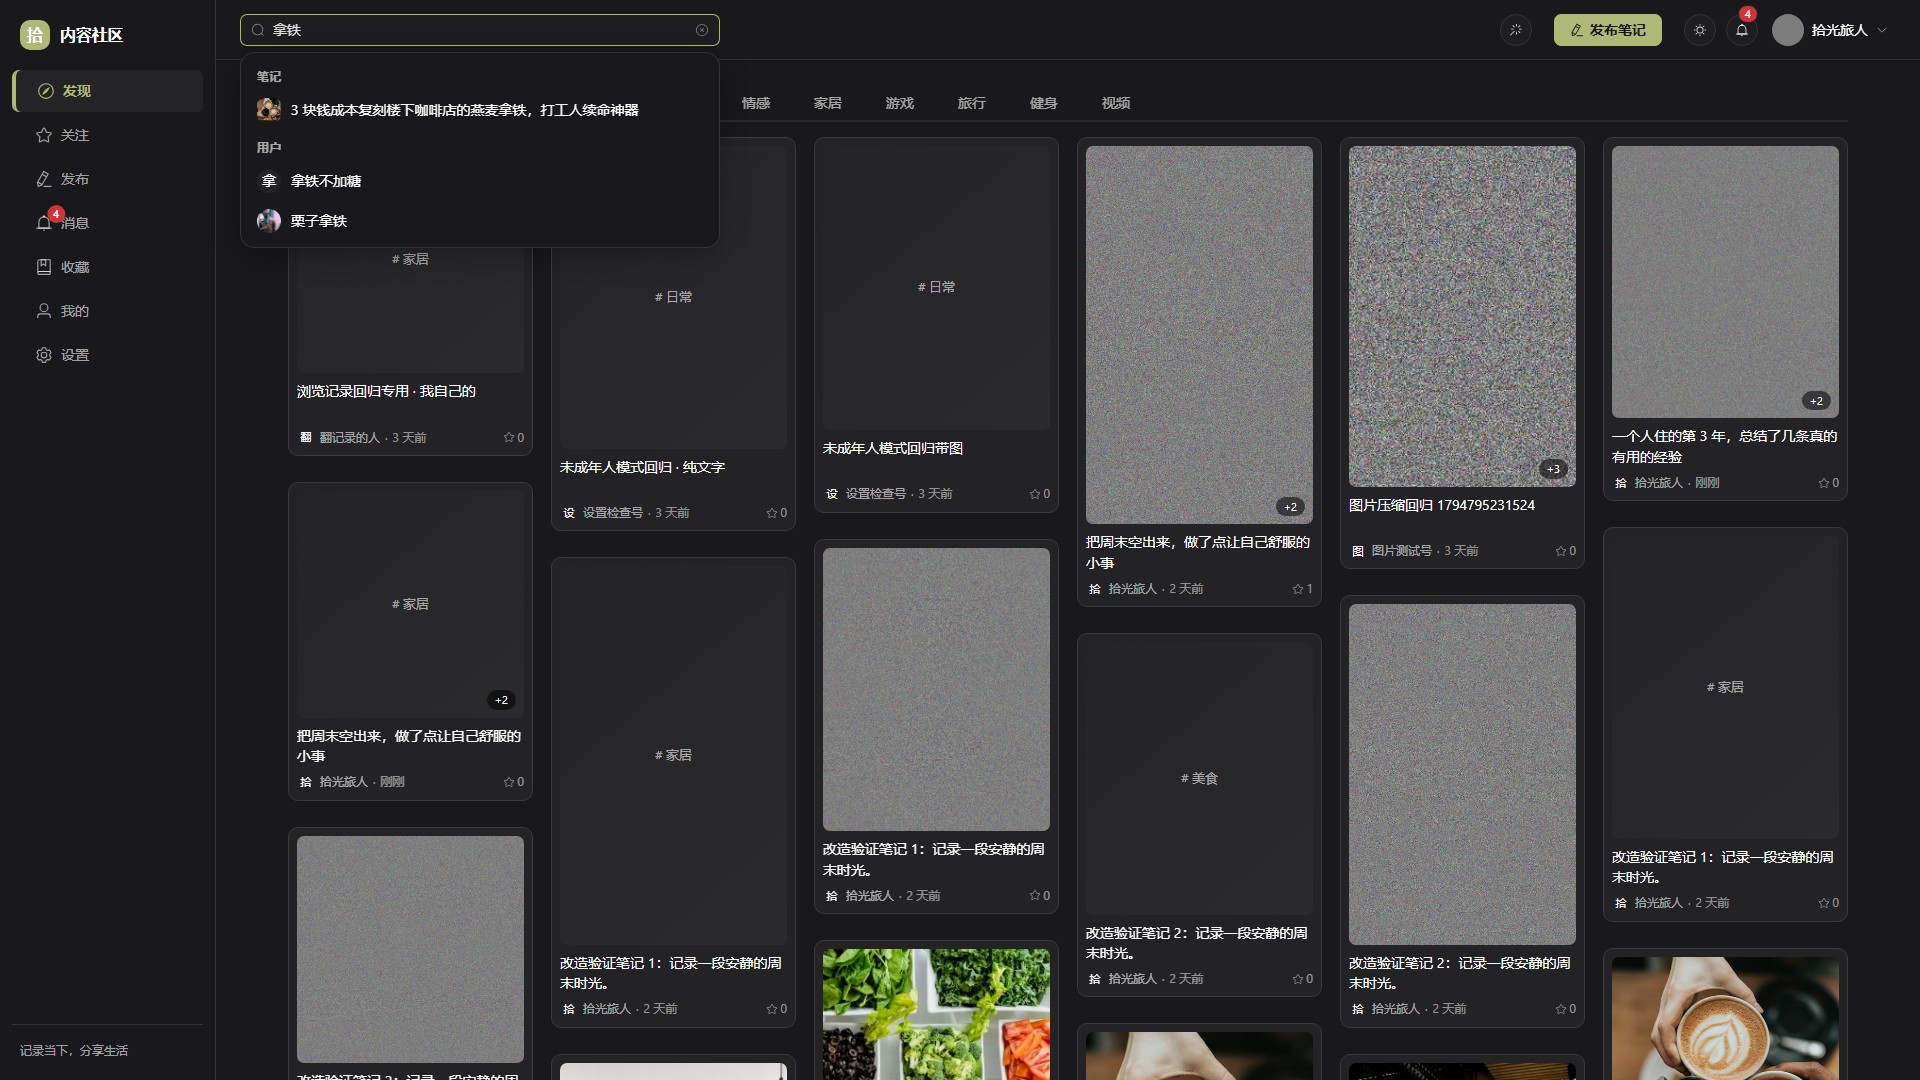 拾 内容社区
发现
关注
发布
4
消息
收藏
我的
设置
记录当下，分享生活
拿铁
发布笔记
4
拾光旅人
笔记
3 块钱成本复刻楼下咖啡店的燕麦拿铁，打工人续命神器
用户
拿 拿铁不加糖
栗子拿铁
情感 家居 游戏 旅行 健身 视频
# 家居
浏览记录回归专用 · 我自己的
翻 翻记录的人 · 3 天前 0
# 家居
+2
把周末空出来，做了点让自己舒服的
小事
拾 拾光旅人 · 刚刚 0
# 日常
未成年人模式回归 · 纯文字
设 设置检查号 · 3 天前 0
# 家居
改造验证笔记 1：记录一段安静的周
末时光。
拾 拾光旅人 · 2 天前 0
# 日常
未成年人模式回归带图
设 设置检查号 · 3 天前 0
改造验证笔记 1：记录一段安静的周
末时光。
拾 拾光旅人 · 2 天前 0
+2
把周末空出来，做了点让自己舒服的
小事
拾 拾光旅人 · 2 天前 1
# 美食
改造验证笔记 2：记录一段安静的周
末时光。
拾 拾光旅人 · 2 天前 0
+3
图片压缩回归 1794795231524
图 图片测试号 · 3 天前 0
改造验证笔记 2：记录一段安静的周
末时光。
拾 拾光旅人 · 2 天前 0
+2
一个人住的第 3 年，总结了几条真的
有用的经验
拾 拾光旅人 · 刚刚 0
# 家居
改造验证笔记 1：记录一段安静的周
末时光。
拾 拾光旅人 · 2 天前 0